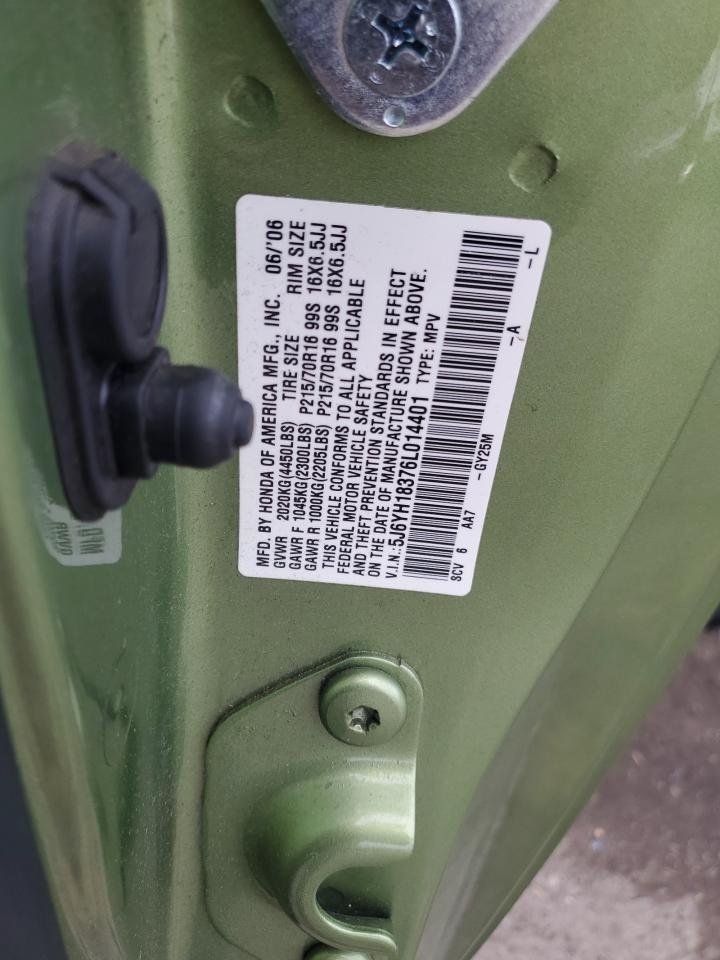 MFD. BY HONDA OF AMERICA MFG., INC. 06/'06
GVWR 2020KG(4450LBS) TIRE SIZE RIM SIZE
GAWR F 1045KG(2300LBS) P215/70R16 99S 16X6.5JJ
GAWR R 1000KG(2205LBS) P215/70R16 99S 16X6.5JJ
THIS VEHICLE CONFORMS TO ALL APPLICABLE
FEDERAL MOTOR VEHICLE SAFETY
AND THEFT PREVENTION STANDARDS IN EFFECT
ON THE DATE OF MANUFACTURE SHOWN ABOVE.
V.I.N.:5J6YH18376L014401 TYPE: MPV
SCV 6 AA7 -GY25M -A -L